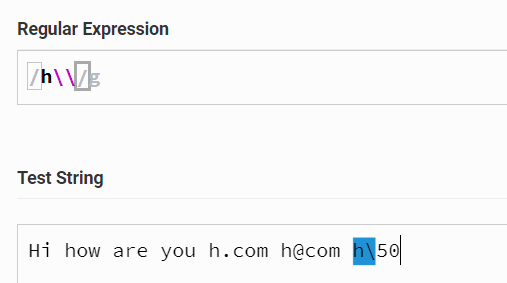 Regular Expression
/h\\/g
Test String
Hi how are you h.com h@com h\50